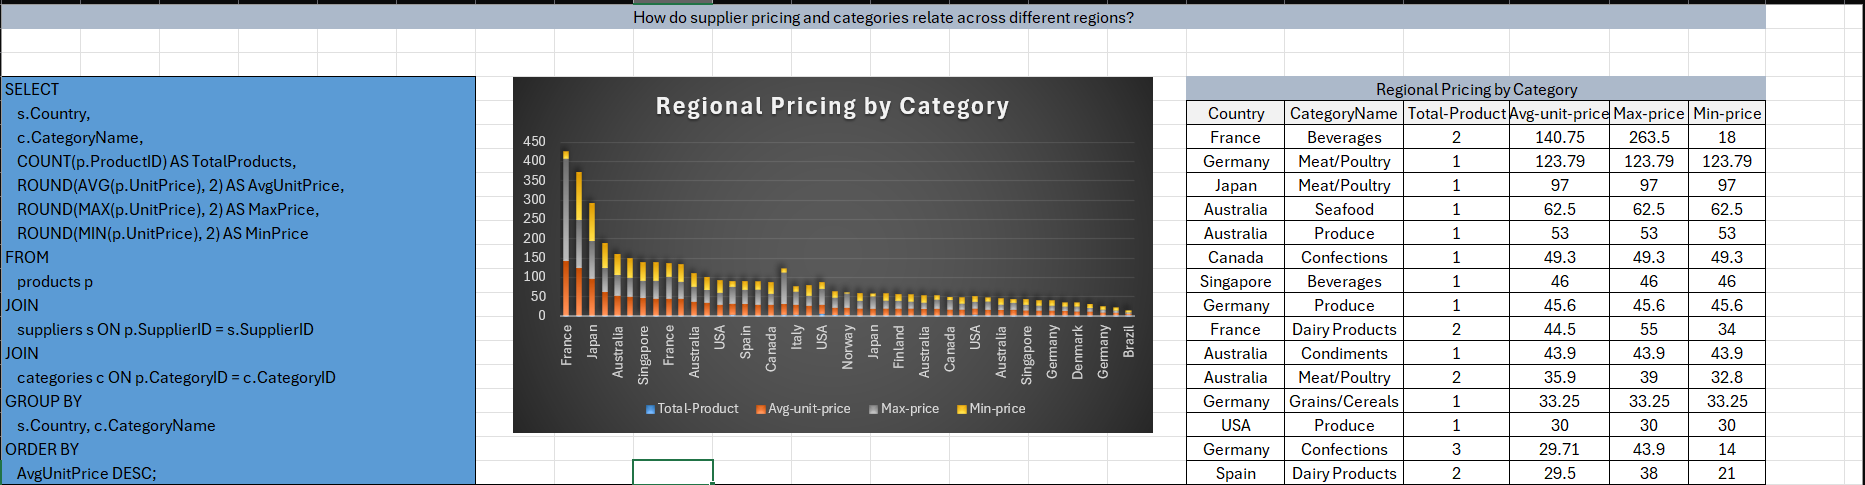 How do supplier pricing and categories relate across different regions?
SELECT
s.Country,
c.CategoryName,
COUNT(p.ProductID) AS TotalProducts,
ROUND(AVG(p.UnitPrice), 2) AS AvgUnitPrice,
ROUND(MAX(p.UnitPrice), 2) AS MaxPrice,
ROUND(MIN(p.UnitPrice), 2) AS MinPrice
FROM
products p
JOIN
suppliers s ON p.SupplierID = s.SupplierID
JOIN
categories c ON p.CategoryID = c.CategoryID
GROUP BY
s.Country, c.CategoryName
ORDER BY
AvgUnitPrice DESC;
Regional Pricing by Category
450
400
350
300
250
200
150
100
50
0
France
Japan
Australia
Singapore
France
Australia
USA
Spain
Canada
Italy
USA
Norway
Japan
Finland
Australia
Canada
USA
Australia
Singapore
Germany
Denmark
Germany
Brazil
Total-Product Avg-unit-price Max-price Min-price
Regional Pricing by Category
Country CategoryName Total-Product Avg-unit-price Max-price Min-price
France Beverages 2 140.75 263.5 18
Germany Meat/Poultry 1 123.79 123.79 123.79
Japan Meat/Poultry 1 97 97 97
Australia Seafood 1 62.5 62.5 62.5
Australia Produce 1 53 53 53
Canada Confections 1 49.3 49.3 49.3
Singapore Beverages 1 46 46 46
Germany Produce 1 45.6 45.6 45.6
France Dairy Products 2 44.5 55 34
Australia Condiments 1 43.9 43.9 43.9
Australia Meat/Poultry 2 35.9 39 32.8
Germany Grains/Cereals 1 33.25 33.25 33.25
USA Produce 1 30 30 30
Germany Confections 3 29.71 43.9 14
Spain Dairy Products 2 29.5 38 21